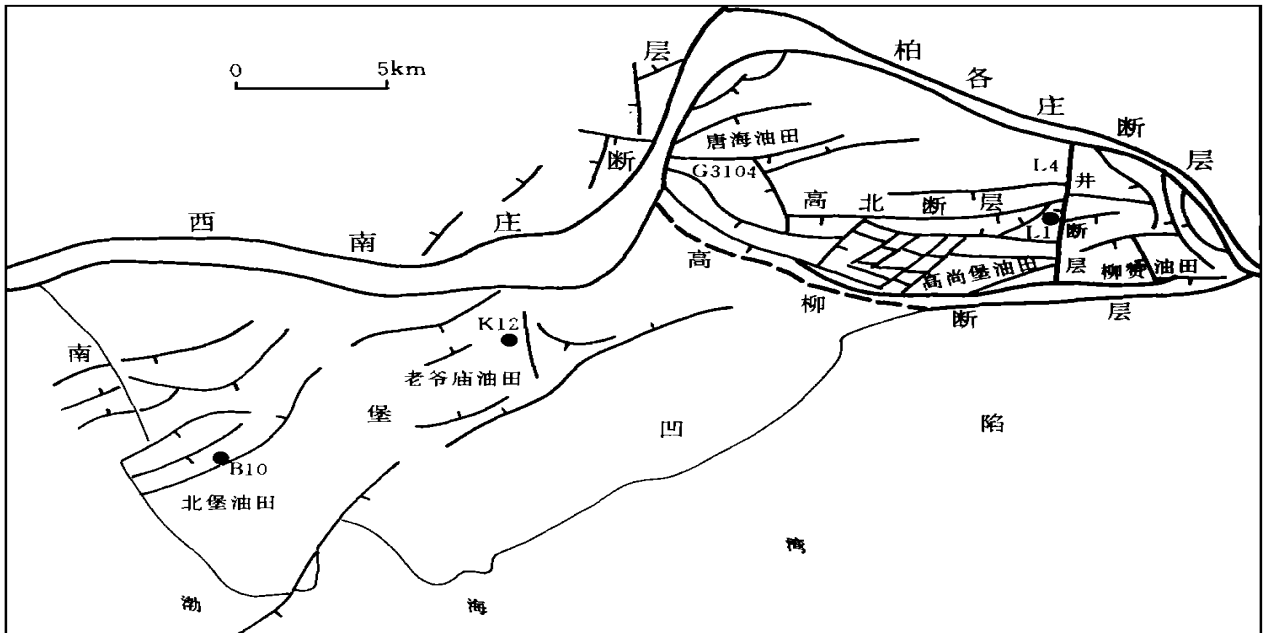 柏各庄断层
0 5km
西南庄断层
唐海油田
G3104
L4井断层
高北断层
L1
高尚堡油田
柳赞油田
高柳断层
K12
老爷庙油田
南堡凹陷
B10
北堡油田
渤海湾